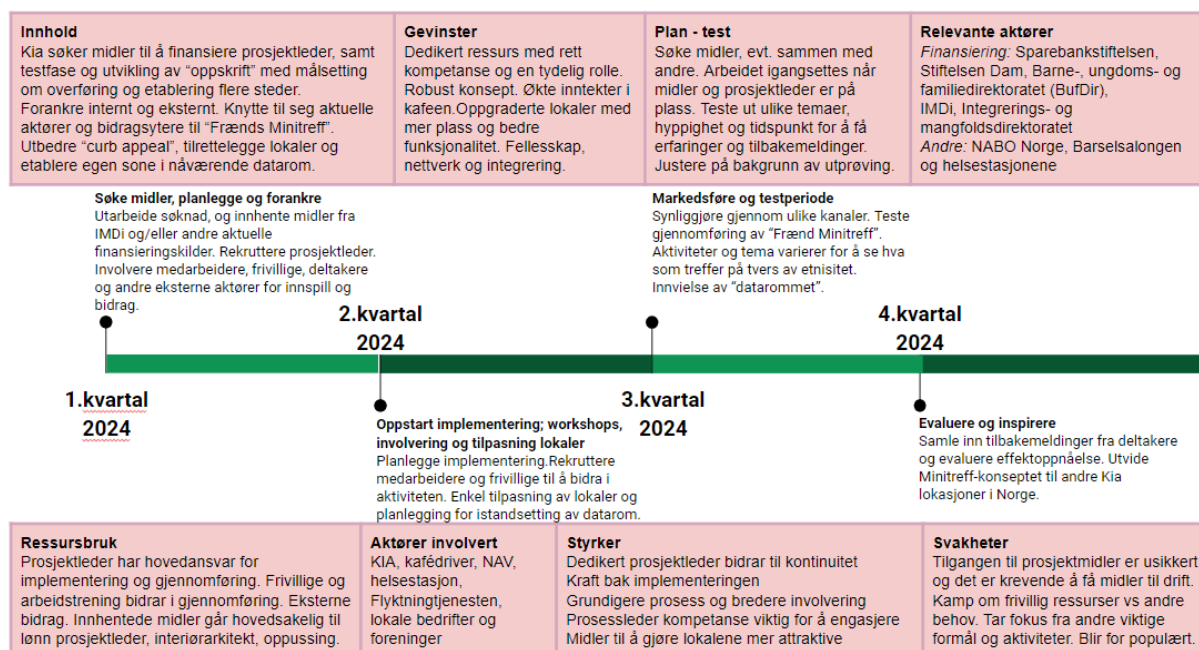 Innhold
Kia søker midler til å finansiere prosjektleder, samt
testfase og utvikling av “oppskrift” med målsetting
om overføring og etablering flere steder.
Forankre internt og eksternt. Knytte til seg aktuelle
aktører og bidragsytere til “Frænds Minitreff”.
Utbedre “curb appeal”, tilrettelegge lokaler og
etablere egen sone i nåværende datarom.
Gevinster
Dedikert ressurs med rett
kompetanse og en tydelig rolle.
Robust konsept. Økte inntekter i
kafeen.Oppgraderte lokaler med
mer plass og bedre
funksjonalitet. Fellesskap,
nettverk og integrering.
Plan - test
Søke midler, evt. sammen med
andre. Arbeidet igangsettes når
midler og prosjektleder er på
plass. Teste ut ulike temaer,
hyppighet og tidspunkt for å få
erfaringer og tilbakemeldinger.
Justere på bakgrunn av utprøving.
Relevante aktører
Finansiering: Sparebankstiftelsen,
Stiftelsen Dam, Barne-, ungdoms- og
familiedirektoratet (BufDir),
IMDi, Integrerings- og
mangfoldsdirektoratet
Andre: NABO Norge, Barselsalongen
og helsestasjonene
Søke midler, planlegge og forankre
Utarbeide søknad, og innhente midler fra
IMDi og/eller andre aktuelle
finansieringskilder. Rekruttere prosjektleder.
Involvere medarbeidere, frivillige, deltakere
og andre eksterne aktører for innspill og
bidrag.
Markedsføre og testperiode
Synliggjøre gjennom ulike kanaler. Teste
gjennomføring av “Frænd Minitreff”.
Aktiviteter og tema varierer for å se hva
som treffer på tvers av etnisitet.
Innvielse av “datarommet”.
2.kvartal
2024
4.kvartal
2024
1.kvartal
2024
3.kvartal
2024
Oppstart implementering; workshops,
involvering og tilpasning lokaler
Planlegge implementering.Rekruttere
medarbeidere og frivillige til å bidra i
aktiviteten. Enkel tilpasning av lokaler og
planlegging for istandsetting av datarom.
Evaluere og inspirere
Samle inn tilbakemeldinger fra deltakere
og evaluere effektoppnåelse. Utvide
Minitreff-konseptet til andre Kia
lokasjoner i Norge.
Ressursbruk
Prosjektleder har hovedansvar for
implementering og gjennomføring. Frivillige og
arbeidstrening bidrar i gjennomføring. Eksterne
bidrag. Innhentede midler går hovedsakelig til
lønn prosjektleder, interiørarkitekt, oppussing.
Aktører involvert
KIA, kafédriver, NAV,
helsestasjon,
Flyktningtjenesten,
lokale bedrifter og
foreninger
Styrker
Dedikert prosjektleder bidrar til kontinuitet
Kraft bak implementeringen
Grundigere prosess og bredere involvering
Prosessleder kompetanse viktig for å engasjere
Midler til å gjøre lokalene mer attraktive
Svakheter
Tilgangen til prosjektmidler er usikkert
og det er krevende å få midler til drift.
Kamp om frivillig ressurser vs andre
behov. Tar fokus fra andre viktige
formål og aktiviteter. Blir for populært.